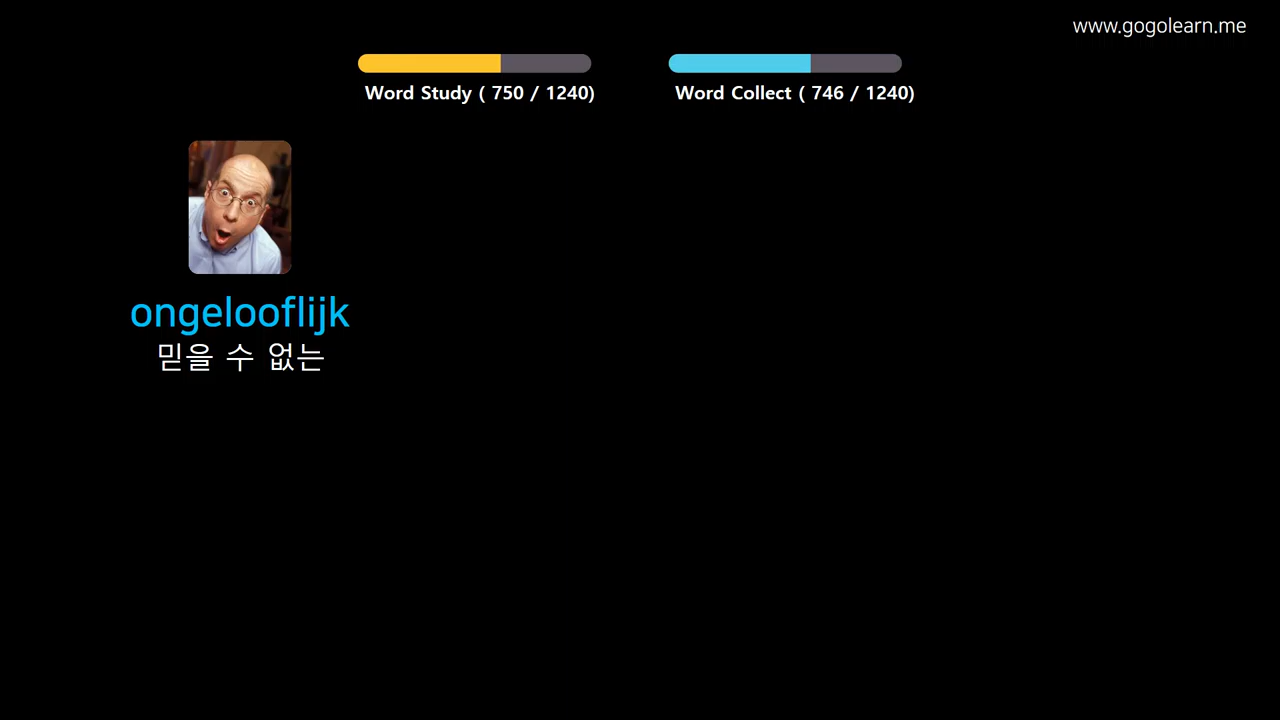 www.gogolearn.me
Word Study ( 750 / 1240)
Word Collect ( 746 / 1240)
ongelooflijk
믿을 수 없는